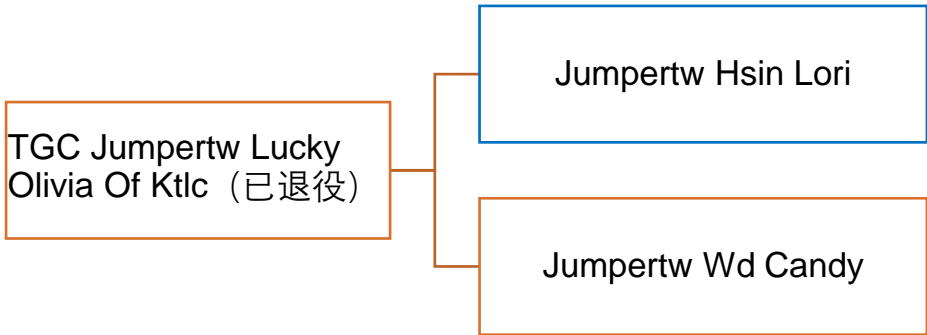 Jumpertw Hsin Lori
TGC Jumpertw Lucky
Olivia Of Ktlc（已退役）
Jumpertw Wd Candy